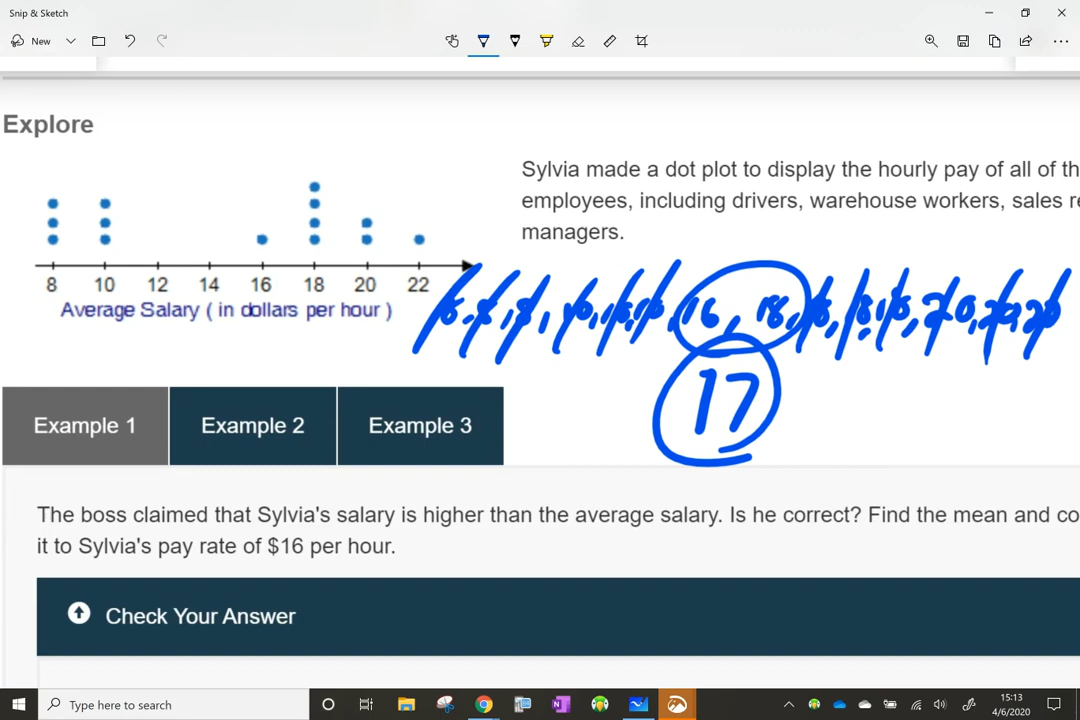 Snip & Sketch
New
Explore
Sylvia made a dot plot to display the hourly pay of all of th
employees, including drivers, warehouse workers, sales re
managers.
8 10 12 14 16 18 20 22
Average Salary ( in dollars per hour )
16, 18,
17
Example 1 Example 2 Example 3
The boss claimed that Sylvia's salary is higher than the average salary. Is he correct? Find the mean and co
it to Sylvia's pay rate of $16 per hour.
Check Your Answer
Type here to search
15:13
4/6/2020